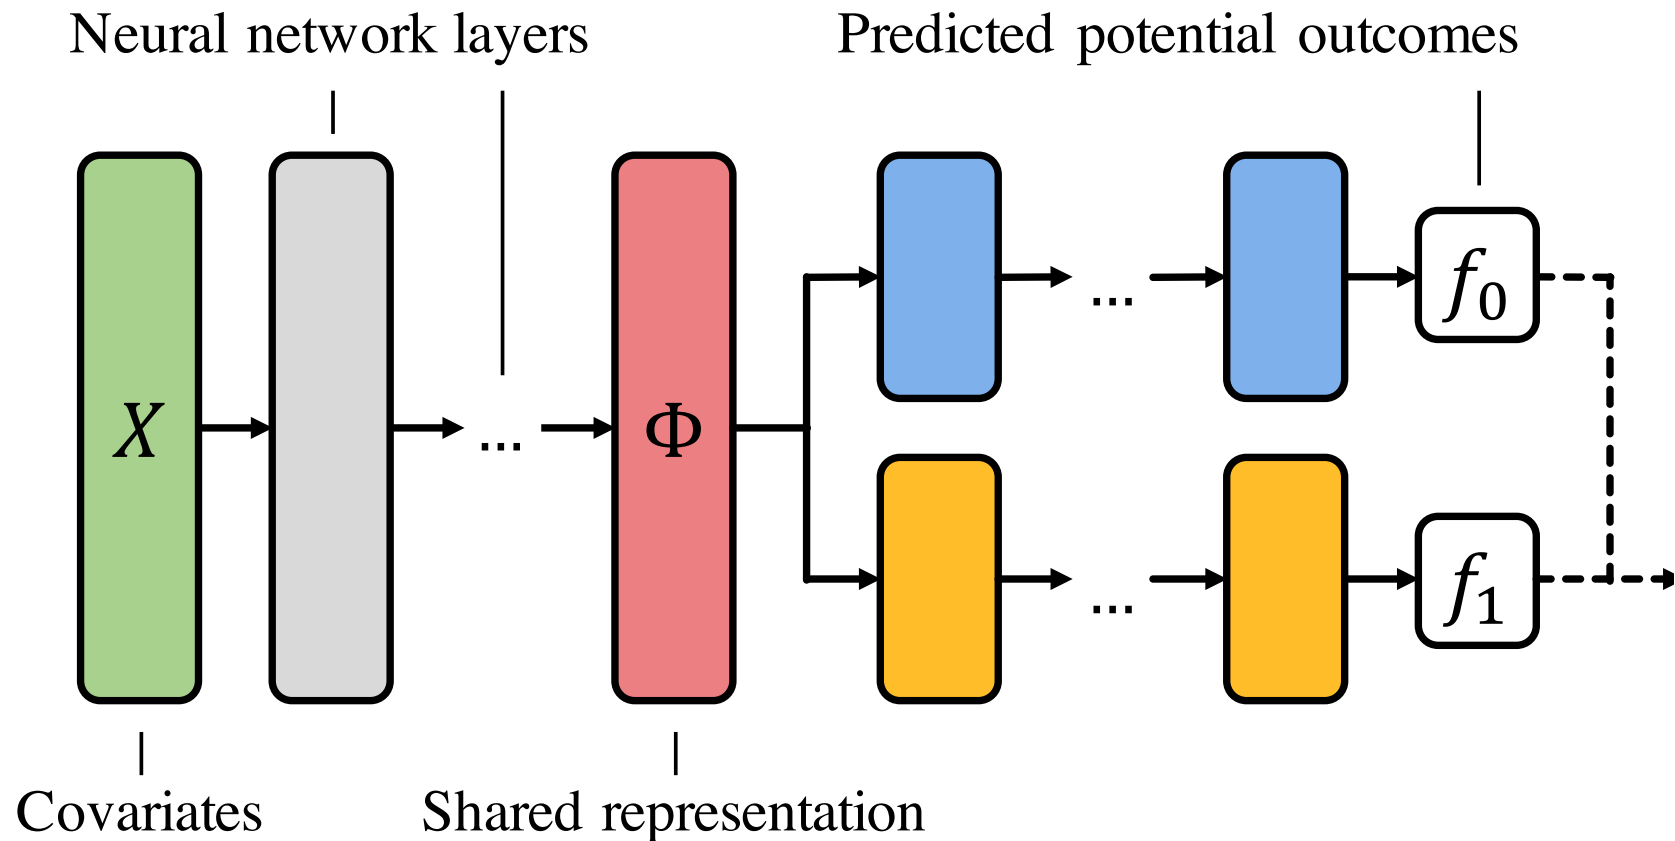 Neural network layers
Predicted potential outcomes
X
...
Φ
...
f0
...
f1
Covariates
Shared representation